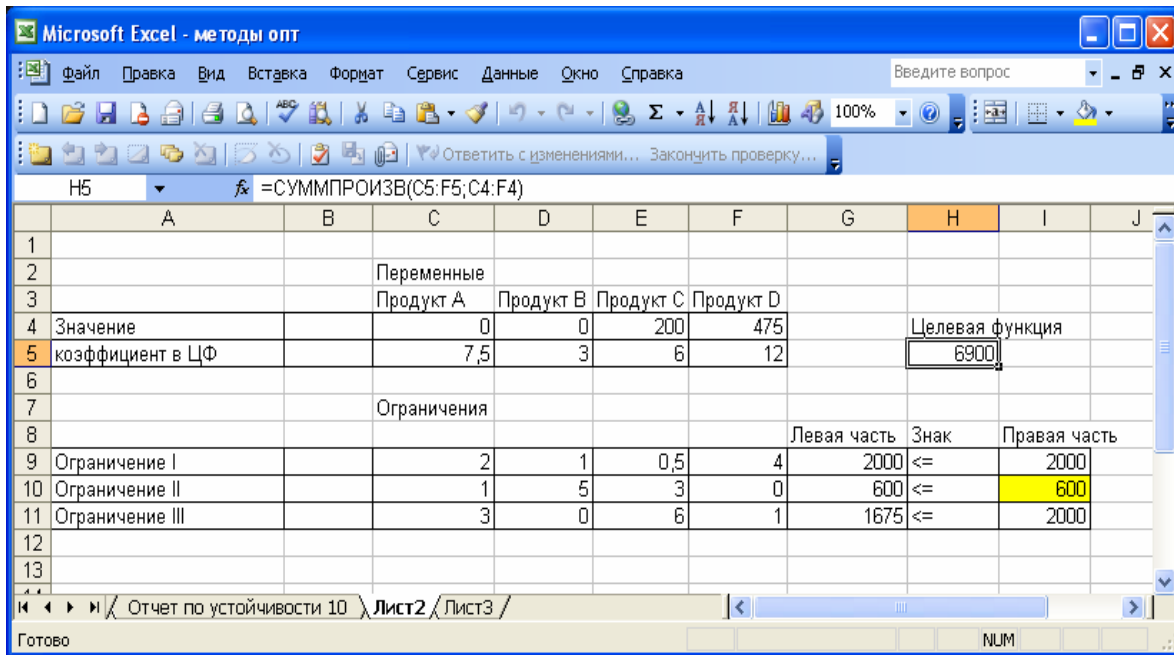 Microsoft Excel - методы опт
Файл Правка Вид Вставка Формат Сервис Данные Окно Справка Введите вопрос
100%
Ответить с изменениями... Закончить проверку...
H5 fx =СУММПРОИЗВ(C5:F5;C4:F4)
A B C D E F G H I J
1
2 Переменные
3 Продукт A Продукт B Продукт C Продукт D
4 Значение 0 0 200 475 Целевая функция
5 коэффициент в ЦФ 7,5 3 6 12 6900
6
7 Ограничения
8 Левая часть Знак Правая часть
9 Ограничение I 2 1 0,5 4 2000 <= 2000
10 Ограничение II 1 5 3 0 600 <= 600
11 Ограничение III 3 0 6 1 1675 <= 2000
12
13
Отчет по устойчивости 10 Лист2 Лист3
Готово NUM